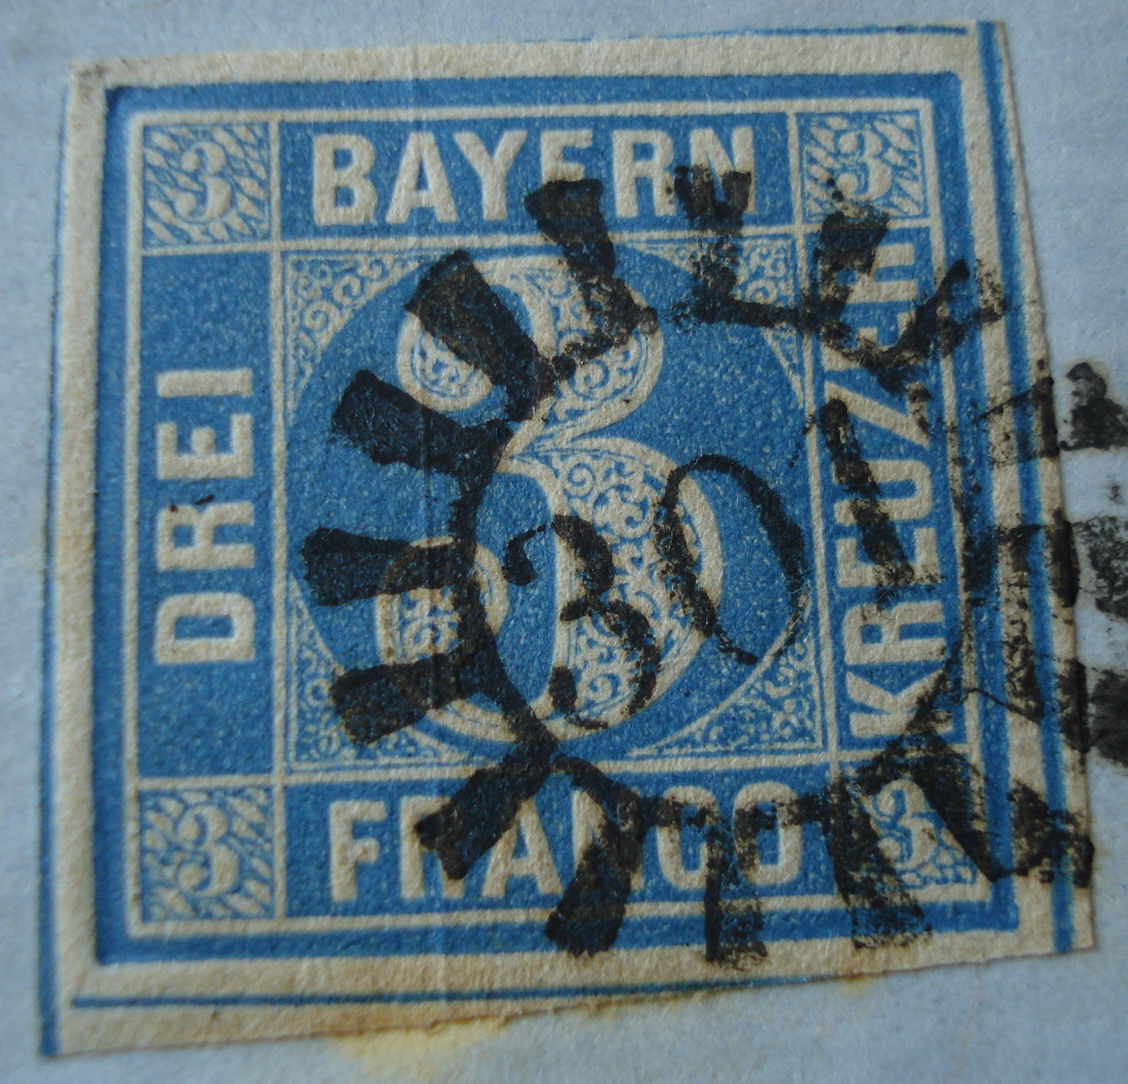 3 BAYERN 3
DREI
3
KREUZER
30
3 FRANCO 3